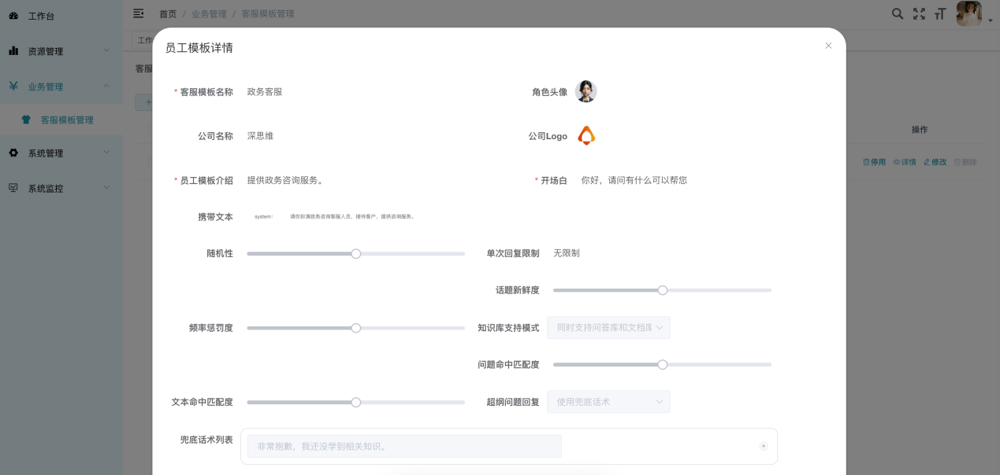 工作台
首页 / 业务管理 / 客服模板管理
工作
资源管理
业务管理
客服模板管理
系统管理
系统监控
客服
+
操作
停用 详情 修改 删除
员工模板详情
* 客服模板名称 政务客服 角色头像
公司名称 深思维 公司Logo
* 员工模板介绍 提供政务咨询服务。 * 开场白 你好，请问有什么可以帮您
携带文本 system: 请你扮演政务咨询客服人员，接待客户，提供咨询服务。
随机性 单次回复限制 无限制
话题新鲜度
频率惩罚度 知识库支持模式 同时支持问答库和文档库
问题命中匹配度
文本命中匹配度 超纲问题回复 使用兜底话术
兜底话术列表 非常抱歉，我还没学到相关知识。